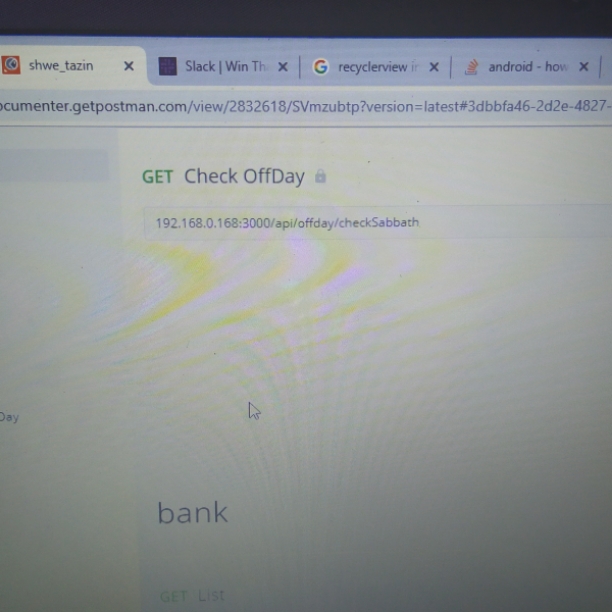 shwe_tazin Slack | Win Th recyclerview in android - how
ocumenter.getpostman.com/view/2832618/SVmzubtp?version=latest#3dbbfa46-2d2e-4827-
GET Check OffDay
192.168.0.168:3000/api/offday/checkSabbath
Day
bank
GET List